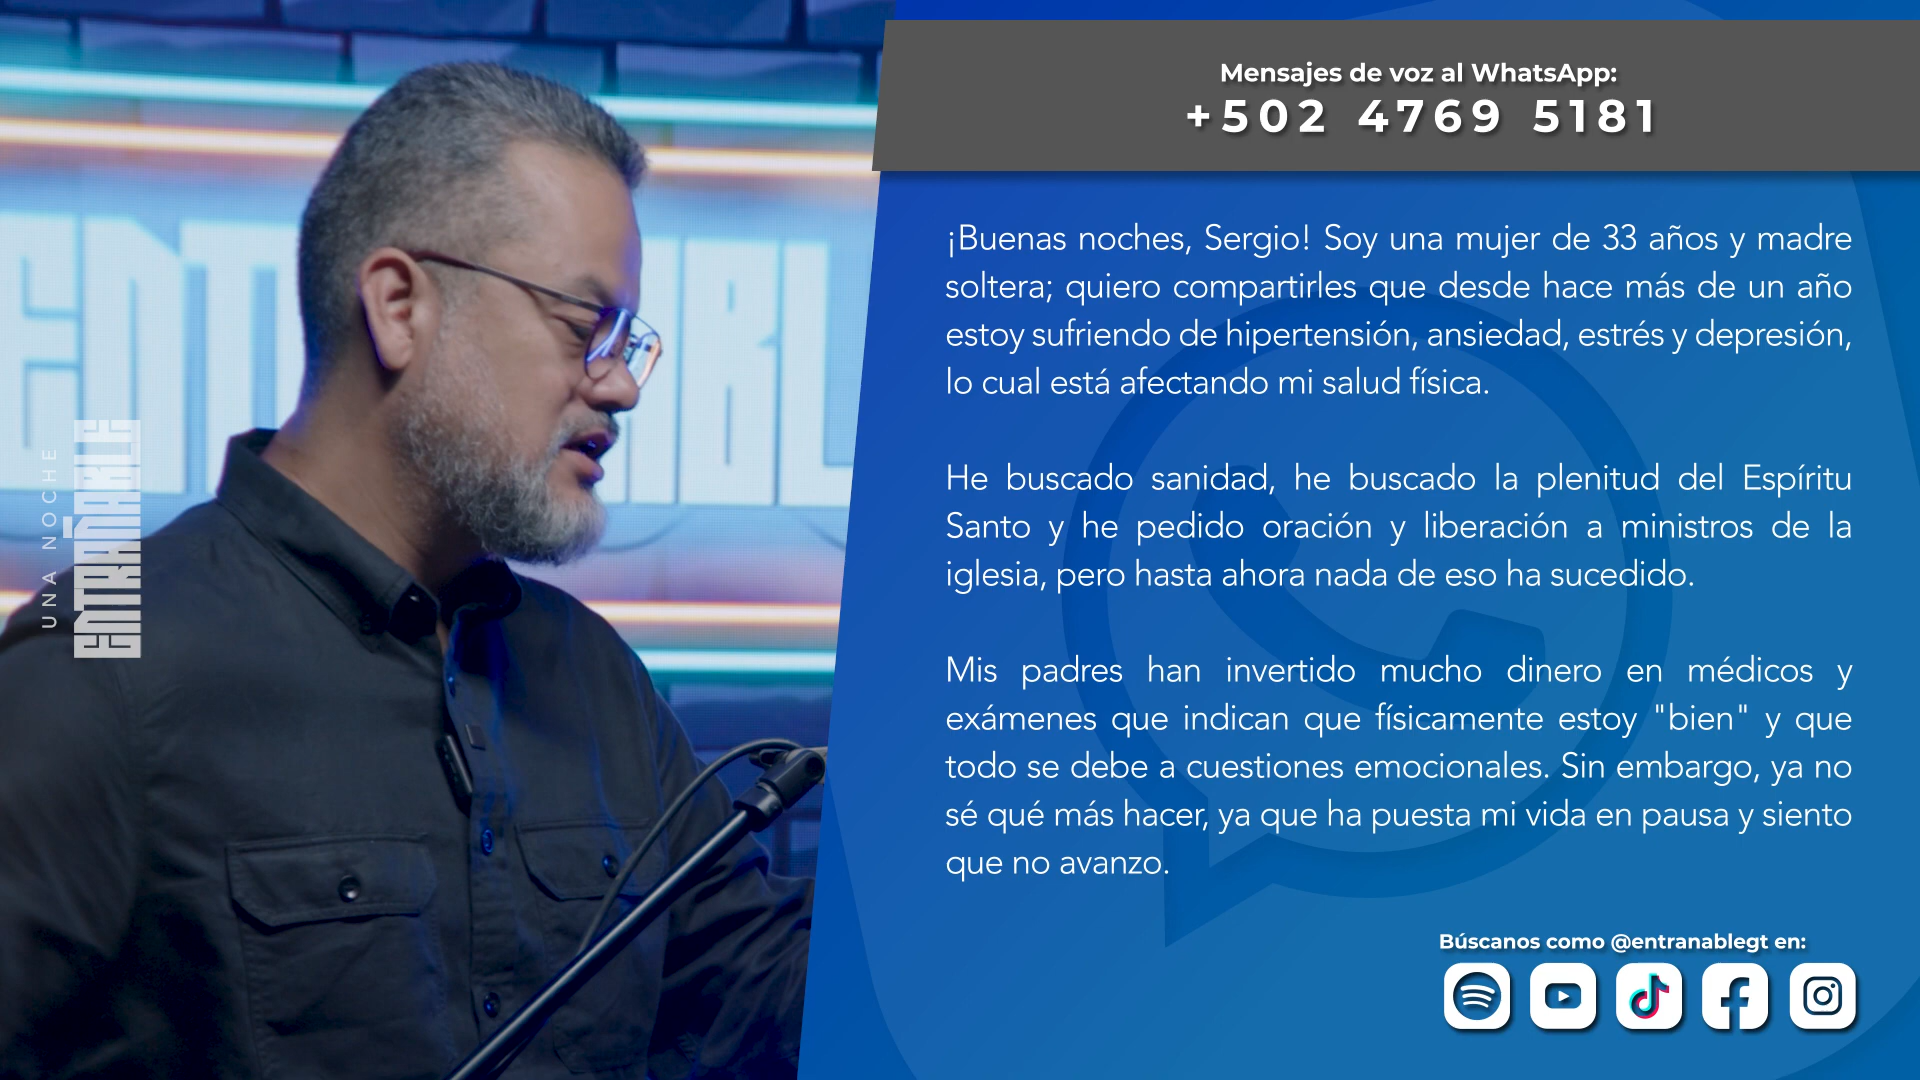 Mensajes de voz al WhatsApp:
+502 4769 5181
¡Buenas noches, Sergio! Soy una mujer de 33 años y madre
soltera; quiero compartirles que desde hace más de un año
estoy sufriendo de hipertensión, ansiedad, estrés y depresión,
lo cual está afectando mi salud física.
He buscado sanidad, he buscado la plenitud del Espíritu
Santo y he pedido oración y liberación a ministros de la
iglesia, pero hasta ahora nada de eso ha sucedido.
Mis padres han invertido mucho dinero en médicos y
exámenes que indican que físicamente estoy "bien" y que
todo se debe a cuestiones emocionales. Sin embargo, ya no
sé qué más hacer, ya que ha puesta mi vida en pausa y siento
que no avanzo.
Búscanos como @entranablegt en:
UNA NOCHE
ENTRAÑABLE